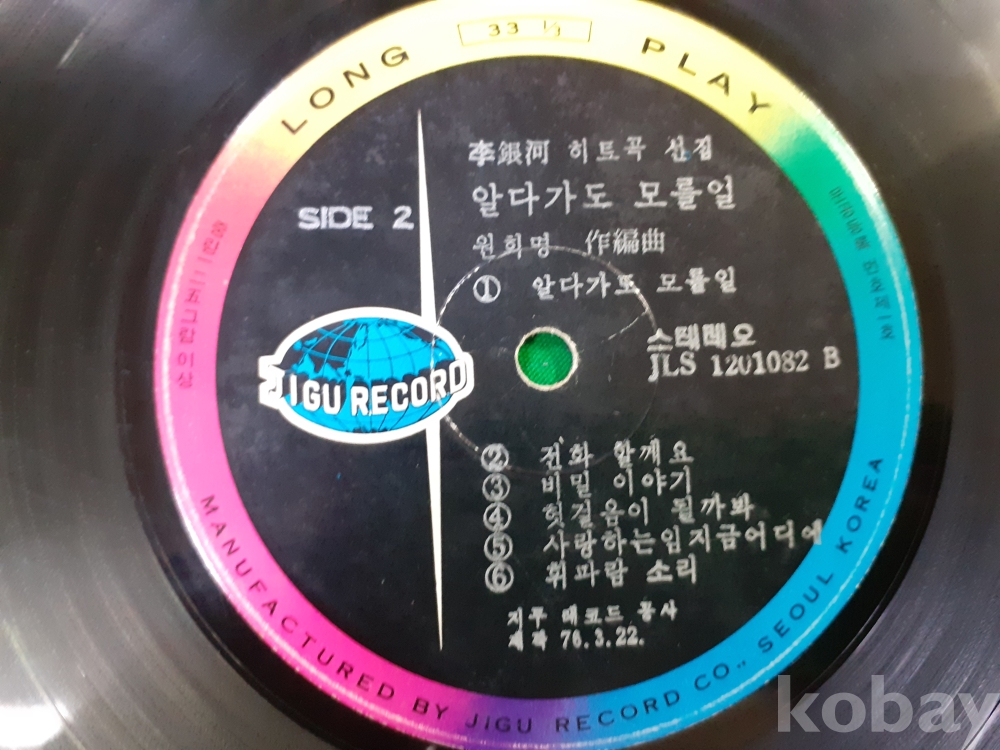 33 1/3
LONG PLAY
李銀河 히트곡 선집
알다가도 모를일
SIDE 2
원희명 作編曲
① 알다가도 모를일
스테레오
JLS 1201082 B
JIGU RECORD
② 전화 할께요
③ 비밀 이야기
④ 헛걸음이 될까봐
⑤ 사랑하는임지금어디에
⑥ 휘파람 소리
지구 레코드 공사
제작 76.3.22.
MANUFACTURED BY JIGU RECORD CO., SEOUL KOREA
kobay